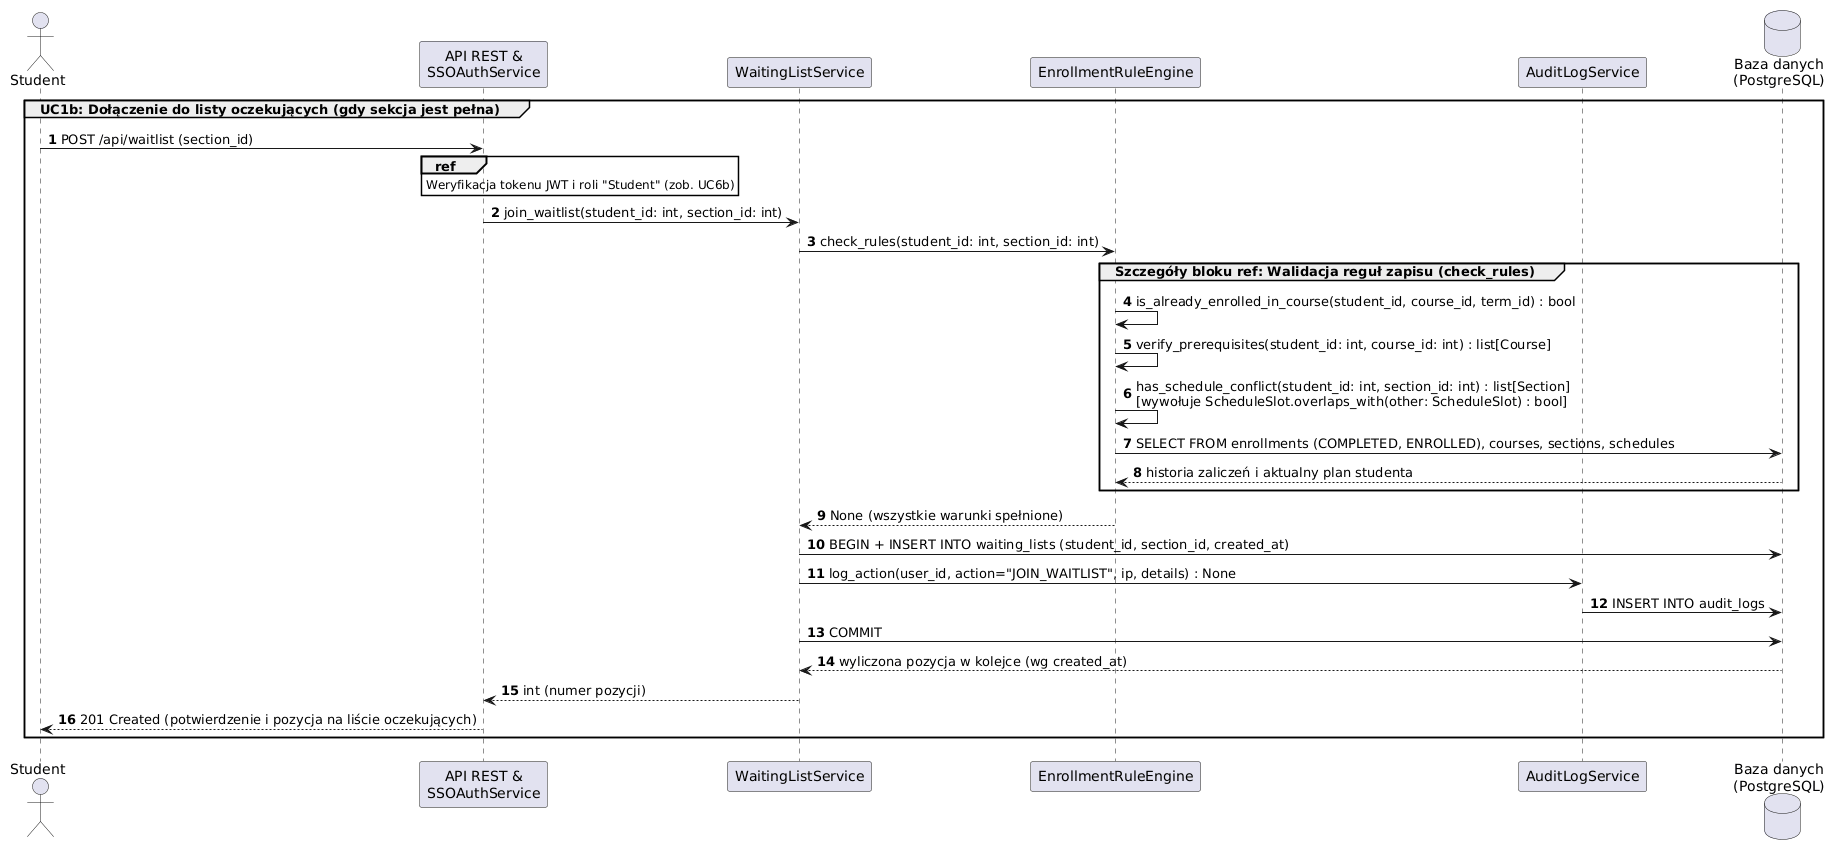 Student
API REST &
SSOAuthService
WaitingListService
EnrollmentRuleEngine
AuditLogService
Baza danych
(PostgreSQL)
UC1b: Dołączenie do listy oczekujących (gdy sekcja jest pełna)
1 POST /api/waitlist (section_id)
ref
Weryfikacja tokenu JWT i roli "Student" (zob. UC6b)
2 join_waitlist(student_id: int, section_id: int)
3 check_rules(student_id: int, section_id: int)
Szczegóły bloku ref: Walidacja reguł zapisu (check_rules)
4 is_already_enrolled_in_course(student_id, course_id, term_id) : bool
5 verify_prerequisites(student_id: int, course_id: int) : list[Course]
6 has_schedule_conflict(student_id: int, section_id: int) : list[Section]
[wywołuje ScheduleSlot.overlaps_with(other: ScheduleSlot) : bool]
7 SELECT FROM enrollments (COMPLETED, ENROLLED), courses, sections, schedules
8 historia zaliczeń i aktualny plan studenta
9 None (wszystkie warunki spełnione)
10 BEGIN + INSERT INTO waiting_lists (student_id, section_id, created_at)
11 log_action(user_id, action="JOIN_WAITLIST", ip, details) : None
12 INSERT INTO audit_logs
13 COMMIT
14 wyliczona pozycja w kolejce (wg created_at)
15 int (numer pozycji)
16 201 Created (potwierdzenie i pozycja na liście oczekujących)
Student
API REST &
SSOAuthService
WaitingListService
EnrollmentRuleEngine
AuditLogService
Baza danych
(PostgreSQL)